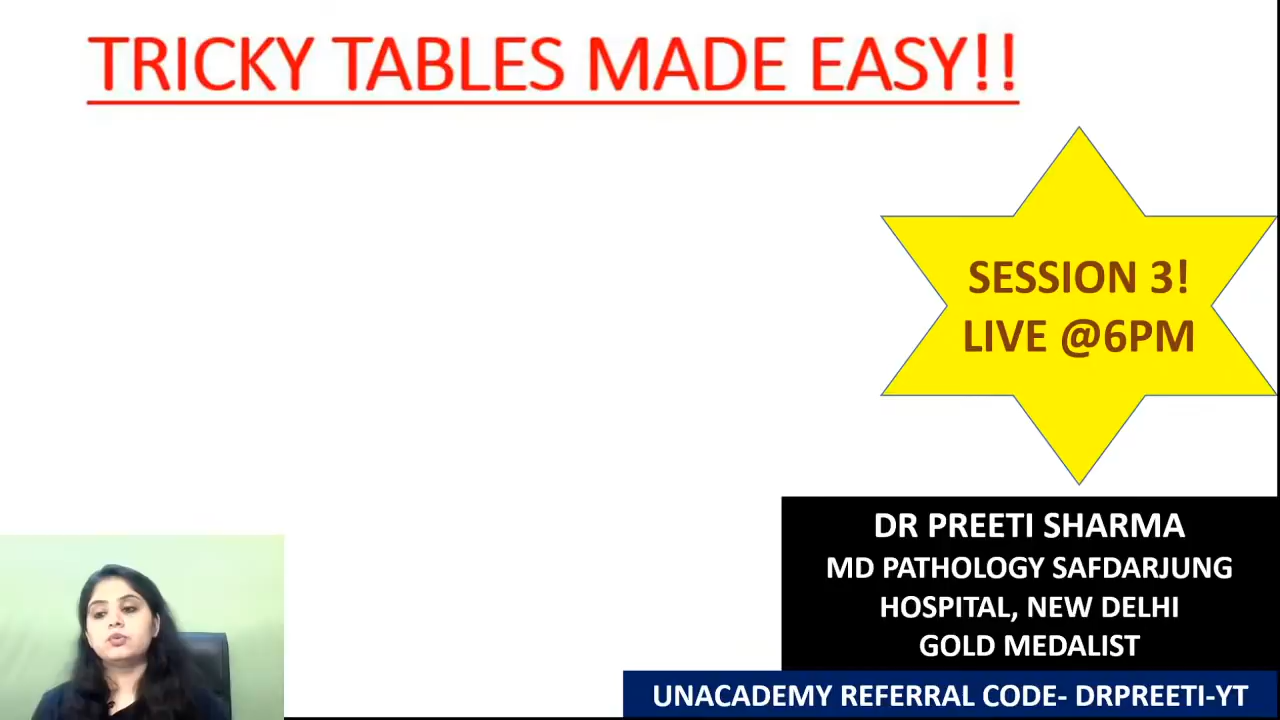 TRICKY TABLES MADE EASY!!
SESSION 3!
LIVE @6PM
DR PREETI SHARMA
MD PATHOLOGY SAFDARJUNG
HOSPITAL, NEW DELHI
GOLD MEDALIST
UNACADEMY REFERRAL CODE- DRPREETI-YT